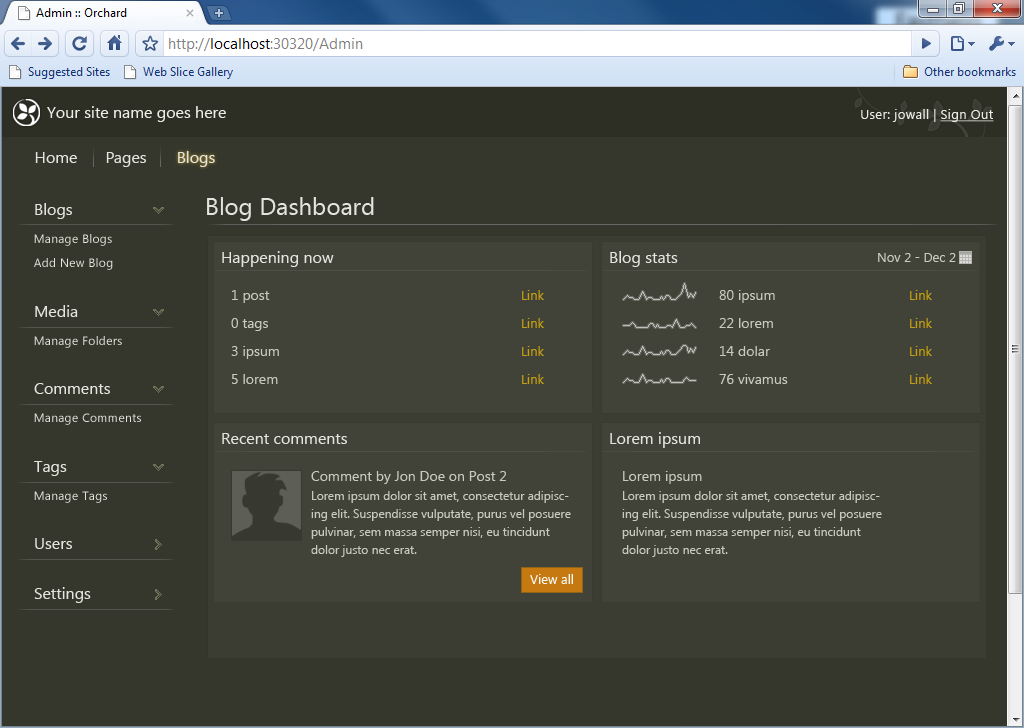 Admin :: Orchard
http://localhost:30320/Admin
Suggested Sites
Web Slice Gallery
Other bookmarks
Your site name goes here
User: jowall | Sign Out
Home
Pages
Blogs
Blogs
Manage Blogs
Add New Blog
Media
Manage Folders
Comments
Manage Comments
Tags
Manage Tags
Users
Settings
Blog Dashboard
Happening now
1 post Link
0 tags Link
3 ipsum Link
5 lorem Link
Blog stats
Nov 2 - Dec 2
80 ipsum Link
22 lorem Link
14 dolar Link
76 vivamus Link
Recent comments
Comment by Jon Doe on Post 2
Lorem ipsum dolor sit amet, consectetur adipisc-
ing elit. Suspendisse vulputate, purus vel posuere
pulvinar, sem massa semper nisi, eu tincidunt
dolor justo nec erat.
View all
Lorem ipsum
Lorem ipsum
Lorem ipsum dolor sit amet, consectetur adipisc-
ing elit. Suspendisse vulputate, purus vel posuere
pulvinar, sem massa semper nisi, eu tincidunt
dolor justo nec erat.